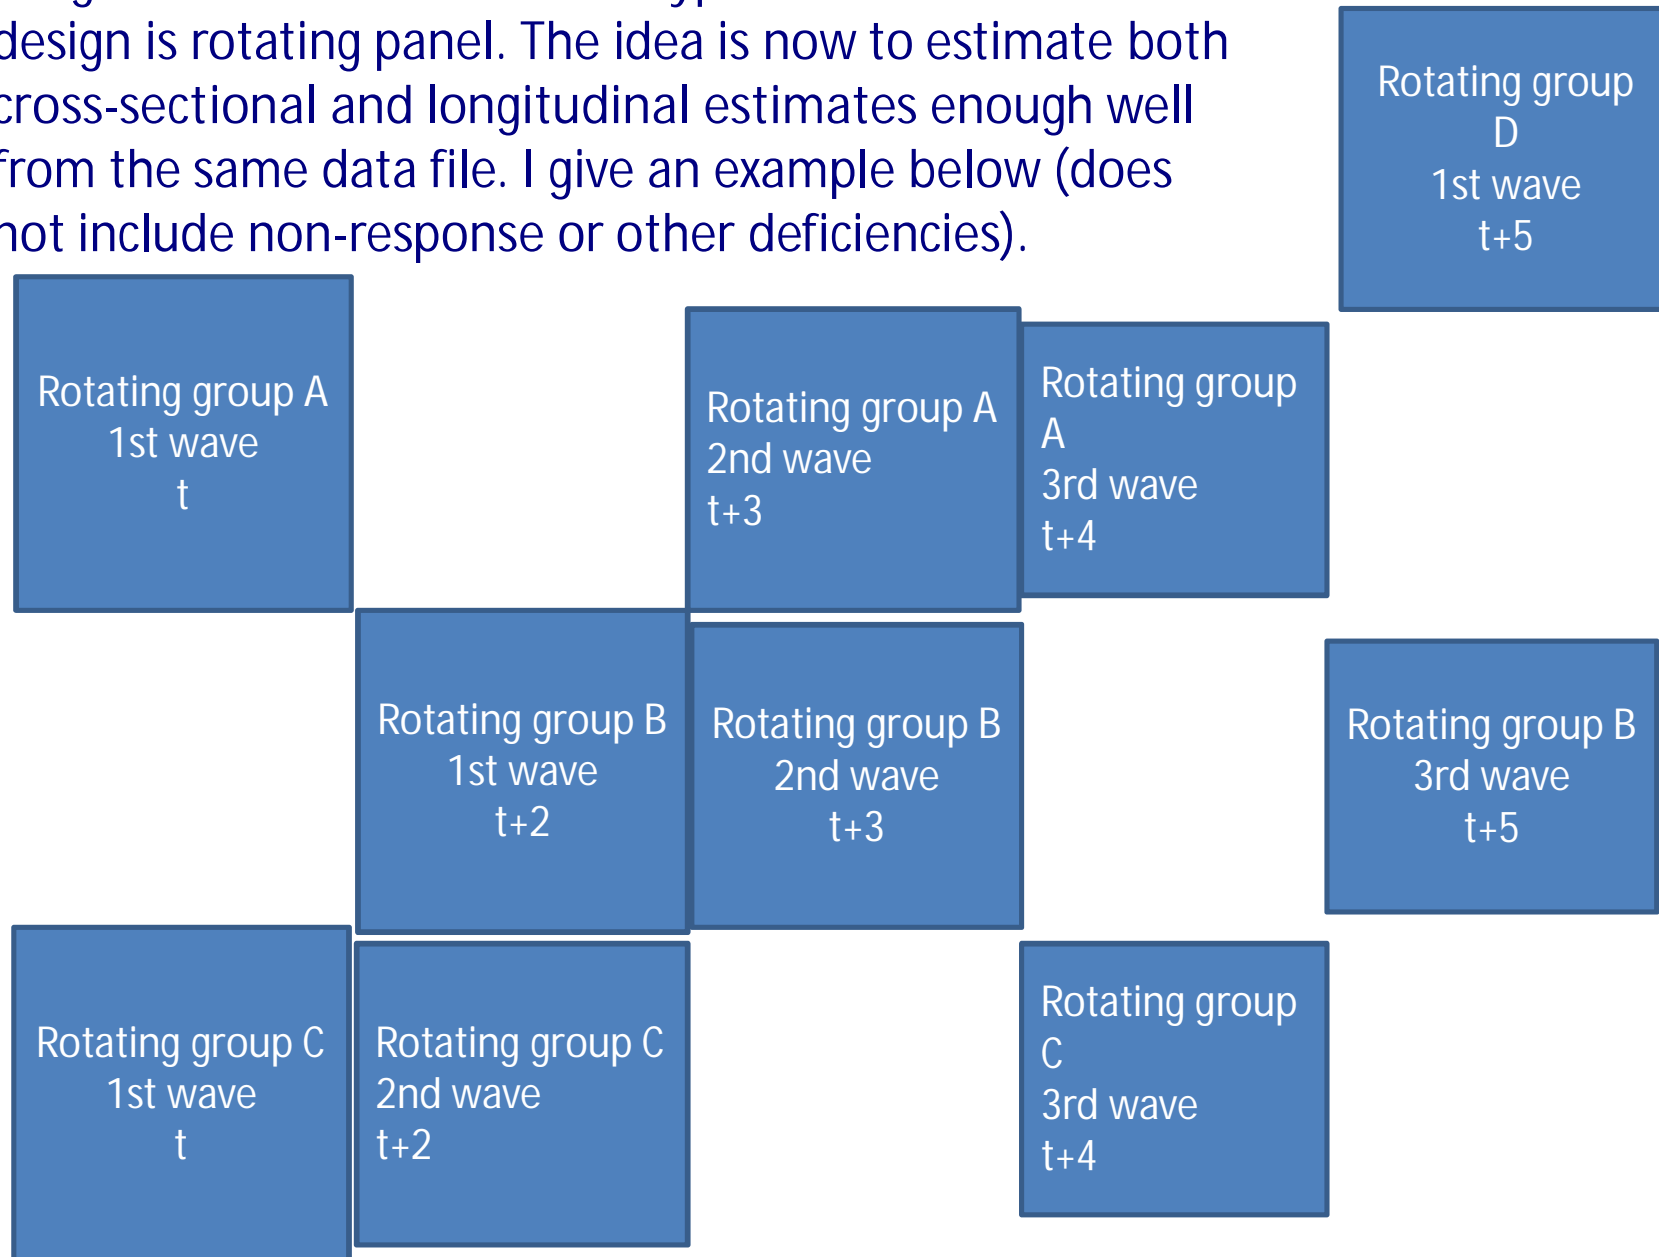 design is rotating panel. The idea is now to estimate both
cross-sectional and longitudinal estimates enough well
from the same data file. I give an example below (does
not include non-response or other deficiencies).
Rotating group
D
1st wave
t+5
Rotating group A
1st wave
t
Rotating group A
2nd wave
t+3
Rotating group
A
3rd wave
t+4
Rotating group B
1st wave
t+2
Rotating group B
2nd wave
t+3
Rotating group B
3rd wave
t+5
Rotating group C
1st wave
t
Rotating group C
2nd wave
t+2
Rotating group
C
3rd wave
t+4